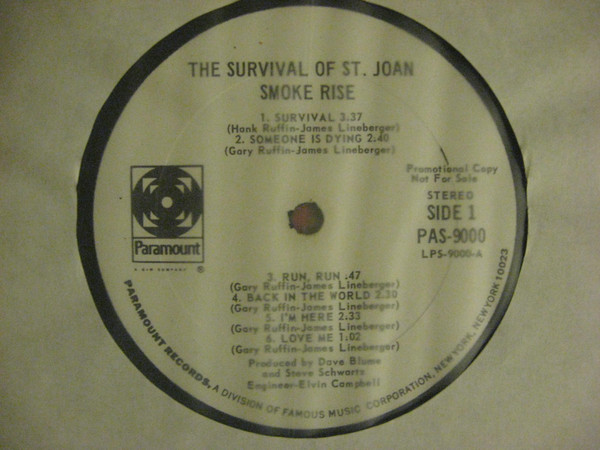 THE SURVIVAL OF ST. JOAN
SMOKE RISE
1. SURVIVAL 3.37
(Hank Ruffin-James Lineberger)
2. SOMEONE IS DYING 2:40
(Gary Ruffin-James Lineberger)
Promotional Copy
Not For Sale
STEREO
SIDE 1
PAS-9000
LPS-9000-A
Paramount
A G+W COMPANY
®
3. RUN, RUN :47
(Gary Ruffin-James Lineberger)
4. BACK IN THE WORLD 2.30
(Gary Ruffin-James Lineberger)
5. I'M HERE 2:33
(Gary Ruffin-James Lineberger)
6. LOVE ME 1:02
(Gary Ruffin-James Lineberger)
Produced by Dave Blume
and Steve Schwartz
Engineer-Elvin Campbell
PARAMOUNT RECORDS, A DIVISION OF FAMOUS MUSIC CORPORATION, NEW YORK, NEW YORK 10023